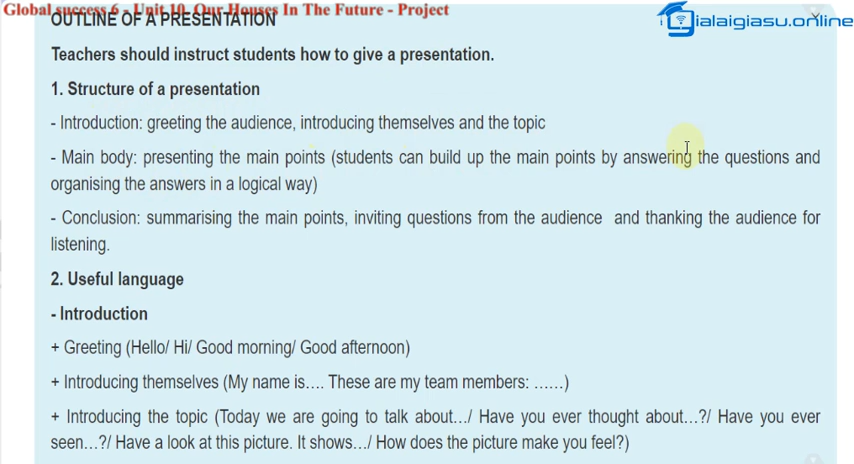 Global success 6 - Unit 10. Our Houses In The Future - Project
ialaigiasu.online
OUTLINE OF A PRESENTATION
Teachers should instruct students how to give a presentation.
1. Structure of a presentation
- Introduction: greeting the audience, introducing themselves and the topic
- Main body: presenting the main points (students can build up the main points by answering the questions and
organising the answers in a logical way)
- Conclusion: summarising the main points, inviting questions from the audience and thanking the audience for
listening.
2. Useful language
- Introduction
+ Greeting (Hello/ Hi/ Good morning/ Good afternoon)
+ Introducing themselves (My name is…. These are my team members: ……)
+ Introducing the topic (Today we are going to talk about…/ Have you ever thought about…?/ Have you ever
seen…?/ Have a look at this picture. It shows…/ How does the picture make you feel?)